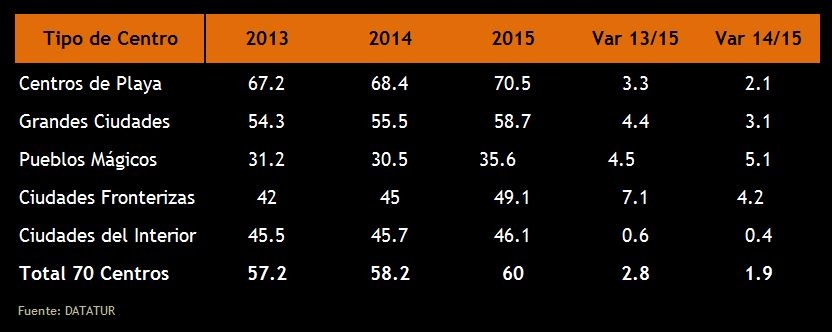 Tipo de Centro 2013 2014 2015 Var 13/15 Var 14/15
Centros de Playa 67.2 68.4 70.5 3.3 2.1
Grandes Ciudades 54.3 55.5 58.7 4.4 3.1
Pueblos Mágicos 31.2 30.5 35.6 4.5 5.1
Ciudades Fronterizas 42 45 49.1 7.1 4.2
Ciudades del Interior 45.5 45.7 46.1 0.6 0.4
Total 70 Centros 57.2 58.2 60 2.8 1.9
Fuente: DATATUR